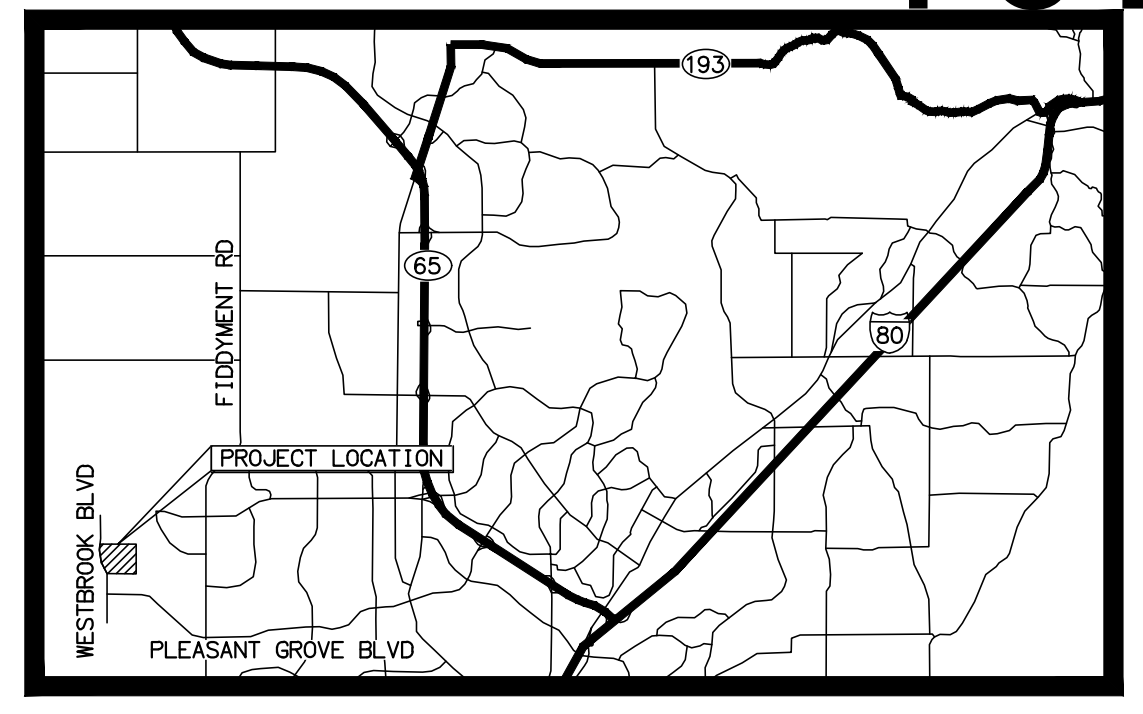 193
65
FIDDYMENT RD
80
PROJECT LOCATION
WESTBROOK BLVD
PLEASANT GROVE BLVD